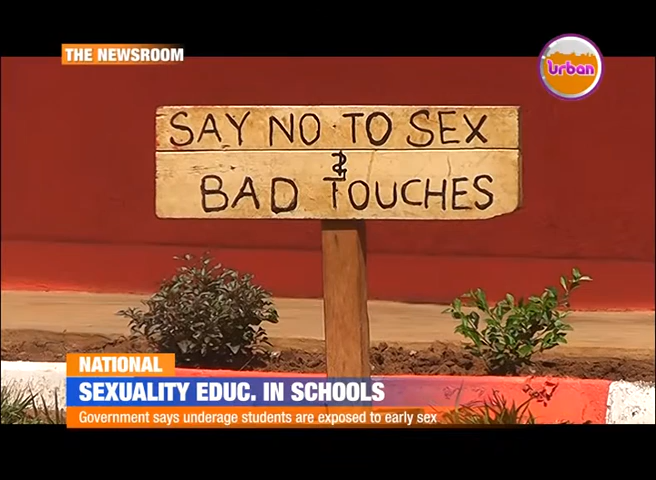 THE NEWSROOM
urban
SAY NO TO SEX
&
BAD TOUCHES
NATIONAL
SEXUALITY EDUC. IN SCHOOLS
Government says underage students are exposed to early sex